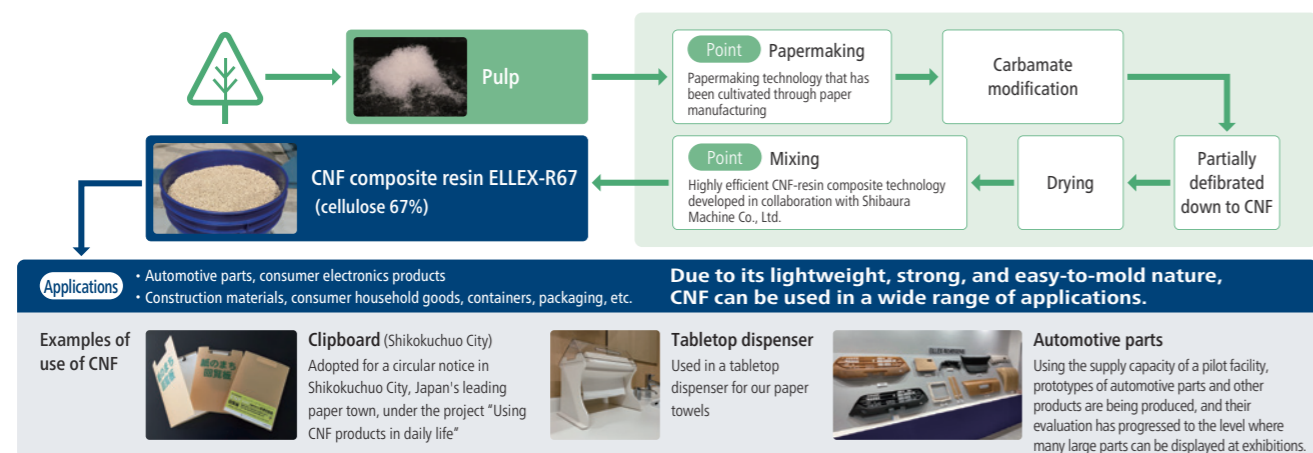 Pulp
Point Papermaking
Papermaking technology that has
been cultivated through paper
manufacturing
Carbamate
modification
Partially
defibrated
down to CNF
Drying
Point Mixing
Highly efficient CNF-resin composite technology
developed in collaboration with Shibaura
Machine Co., Ltd.
CNF composite resin ELLEX-R67
(cellulose 67%)
Applications
・Automotive parts, consumer electronics products
・Construction materials, consumer household goods, containers, packaging, etc.
Due to its lightweight, strong, and easy-to-mold nature,
CNF can be used in a wide range of applications.
Examples of
use of CNF
紙のまち
回覧板
Clipboard (Shikokuchuo City)
Adopted for a circular notice in
Shikokuchuo City, Japan's leading
paper town, under the project “Using
CNF products in daily life”
Tabletop dispenser
Used in a tabletop
dispenser for our paper
towels
Automotive parts
Using the supply capacity of a pilot facility,
prototypes of automotive parts and other
products are being produced, and their
evaluation has progressed to the level where
many large parts can be displayed at exhibitions.